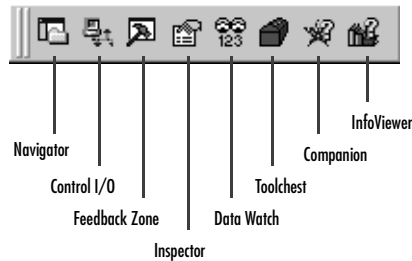 123
InfoViewer
Navigator
Companion
Control I/O
Toolchest
Feedback Zone
Data Watch
Inspector